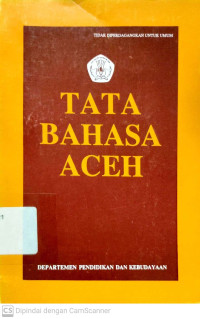 TIDAK DIPERDAGANGKAN UNTUK UMUM
TATA
BAHASA
ACEH
DEPARTEMEN PENDIDIKAN DAN KEBUDAYAAN
CS Dipindai dengan CamScanner